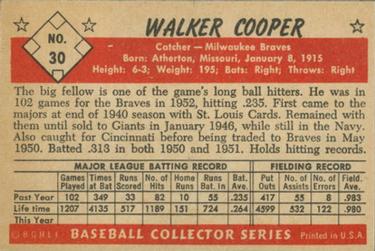 WALKER COOPER
NO.
30
Catcher — Milwaukee Braves
Born: Atherton, Missouri, January 8, 1915
Height: 6-3; Weight: 195; Bats: Right; Throws: Right
The big fellow is one of the game's long ball hitters. He was in
102 games for the Braves in 1952, hitting .235. First came to the
majors at end of 1940 season with St. Louis Cards. Remained with
them until sold to Giants in January 1946, while still in the Navy.
Also caught for Cincinnati before being traded to Braves in May
1950. Batted .313 in both 1950 and 1951. Holds hitting records.
MAJOR LEAGUE BATTING RECORD FIELDING RECORD
Games Played Times at Bat Runs Scored No. of Hits Home Runs Runs Bat. In Bat. Ave. Put Outs No. of Assists No. of Errors Field. Ave.
Past Year 102 349 33 82 10 55 .235 417 55 8 .983
Life time 1207 4135 517 1189 151 724 .288 4599 532 122 .980
This Year
©BGHLI BASEBALL COLLECTOR SERIES Printed in U.S.A.